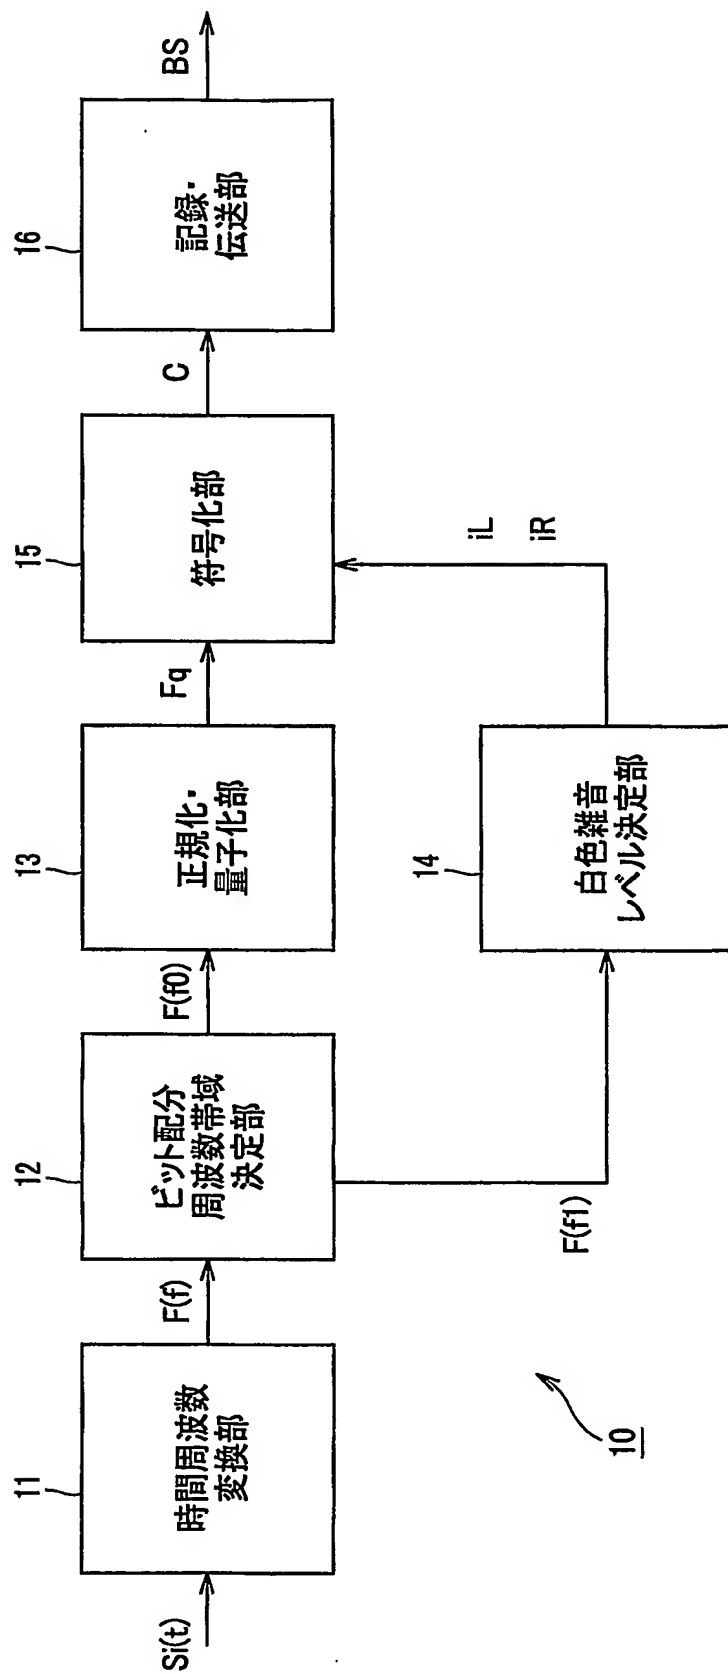 Si(t)
11
時間周波数
変換部
F(f)
12
ビット配分
周波数帯域
決定部
F(f0)
13
正規化・
量子化部
Fq
15
符号化部
C
16
記録・
伝送部
BS
F(f1)
14
白色雑音
レベル決定部
iL
iR
10